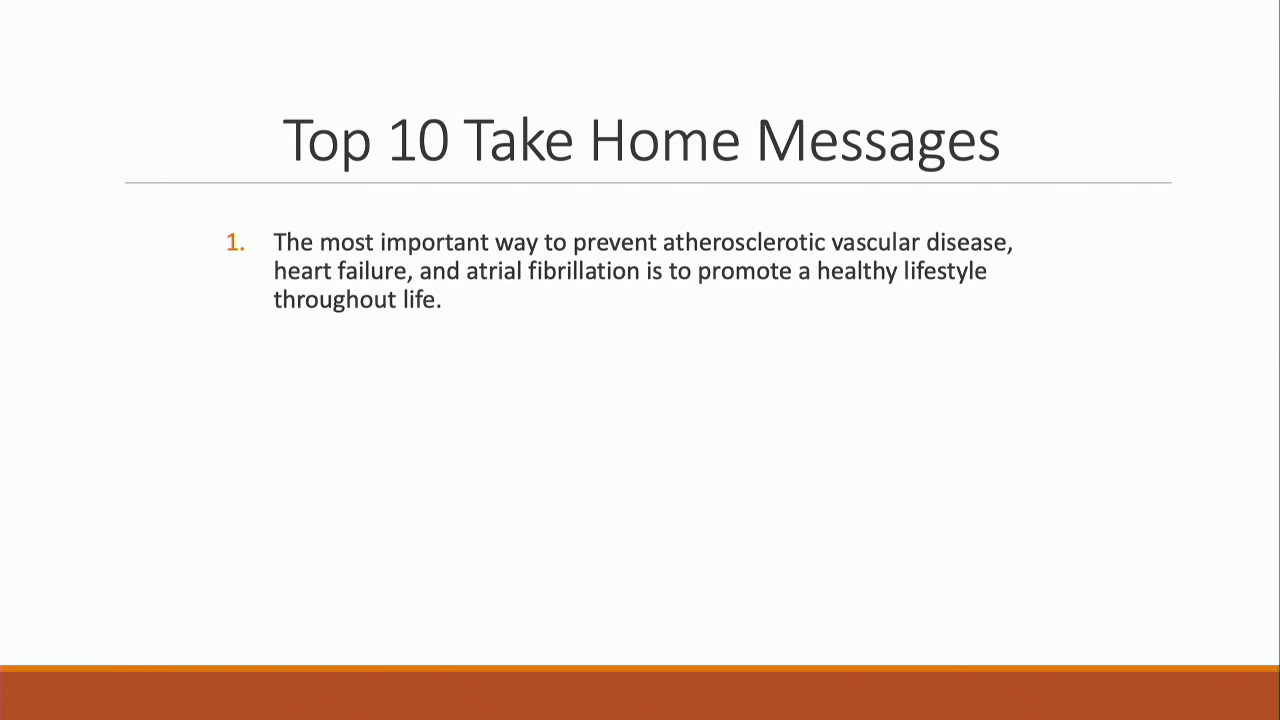 Top 10 Take Home Messages
1. The most important way to prevent atherosclerotic vascular disease,
heart failure, and atrial fibrillation is to promote a healthy lifestyle
throughout life.